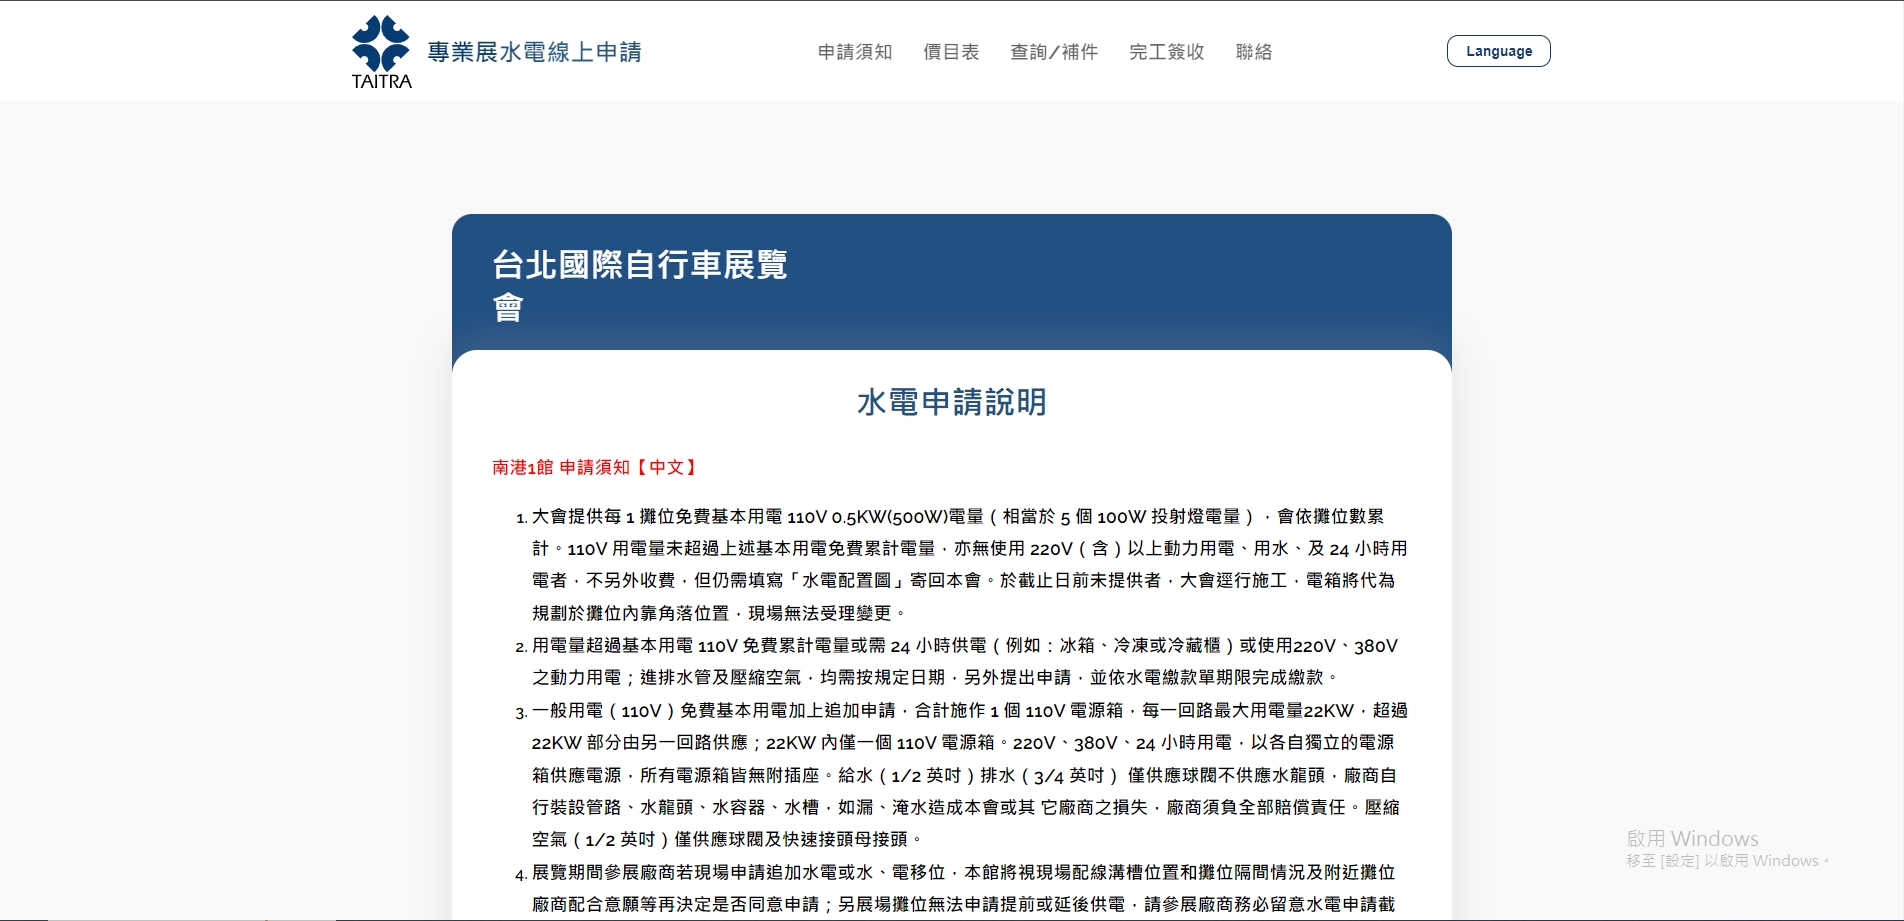 TAITRA
專業展水電線上申請
申請須知 價目表 查詢/補件 完工簽收 聯絡
Language
台北國際自行車展覽
會
水電申請說明
南港1館 申請須知【中文】
1. 大會提供每 1 攤位免費基本用電 110V 0.5KW(500W)電量（相當於 5 個 100W 投射燈電量），會依攤位數累
計。110V 用電量未超過上述基本用電免費累計電量，亦無使用 220V（含）以上動力用電、用水、及 24 小時用
電者，不另外收費，但仍需填寫「水電配置圖」寄回本會。於截止日前未提供者，大會逕行施工，電箱將代為
規劃於攤位內靠角落位置，現場無法受理變更。
2. 用電量超過基本用電 110V 免費累計電量或需 24 小時供電（例如：冰箱、冷凍或冷藏櫃）或使用220V、380V
之動力用電；進排水管及壓縮空氣，均需按規定日期，另外提出申請，並依水電繳款單期限完成繳款。
3. 一般用電（110V）免費基本用電加上追加申請，合計施作 1 個 110V 電源箱，每一回路最大用電量22KW，超過
22KW 部分由另一回路供應；22KW 內僅一個 110V 電源箱。220V、380V、24 小時用電，以各自獨立的電源
箱供應電源，所有電源箱皆無附插座。給水（1/2 英吋）排水（3/4 英吋） 僅供應球閥不供應水龍頭，廠商自
行裝設管路、水龍頭、水容器、水槽，如漏、淹水造成本會或其 它廠商之損失，廠商須負全部賠償責任。壓縮
空氣（1/2 英吋）僅供應球閥及快速接頭母接頭。
4. 展覽期間參展廠商若現場申請追加水電或水、電移位，本館將視現場配線溝槽位置和攤位隔間情況及附近攤位
廠商配合意願等再決定是否同意申請；另展場攤位無法申請提前或延後供電，請參展廠商務必留意水電申請截
啟用 Windows
移至 [設定] 以啟用 Windows。